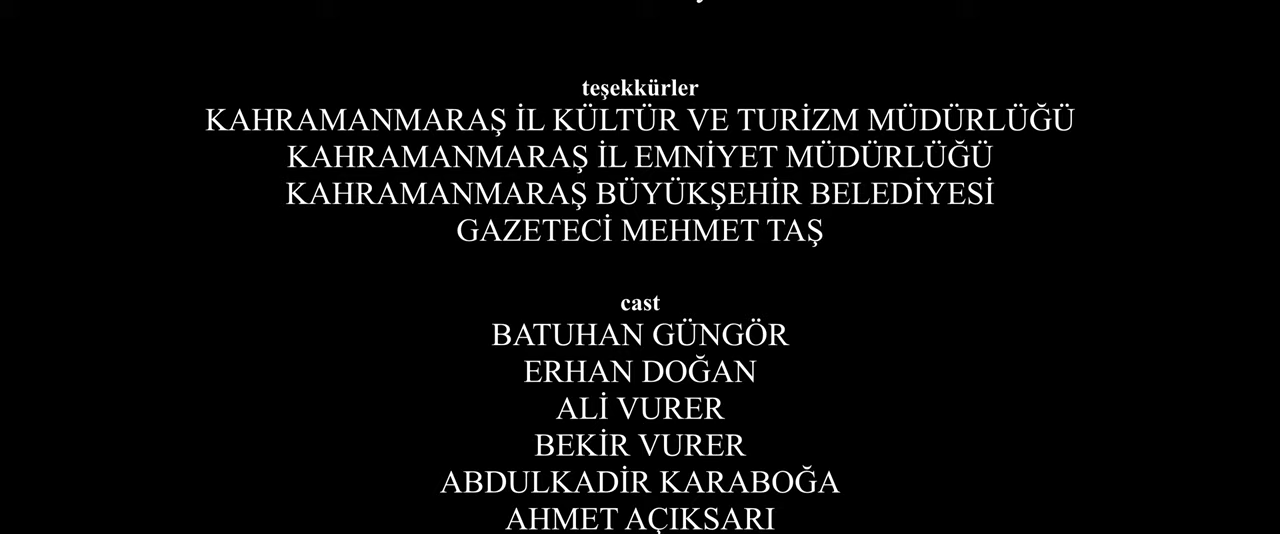 teşekkürler
KAHRAMANMARAŞ İL KÜLTÜR VE TURİZM MÜDÜRLÜĞÜ
KAHRAMANMARAŞ İL EMNİYET MÜDÜRLÜĞÜ
KAHRAMANMARAŞ BÜYÜKŞEHİR BELEDİYESİ
GAZETECİ MEHMET TAŞ
cast
BATUHAN GÜNGÖR
ERHAN DOĞAN
ALİ VURER
BEKİR VURER
ABDULKADİR KARABOĞA
AHMET AÇIKSARI